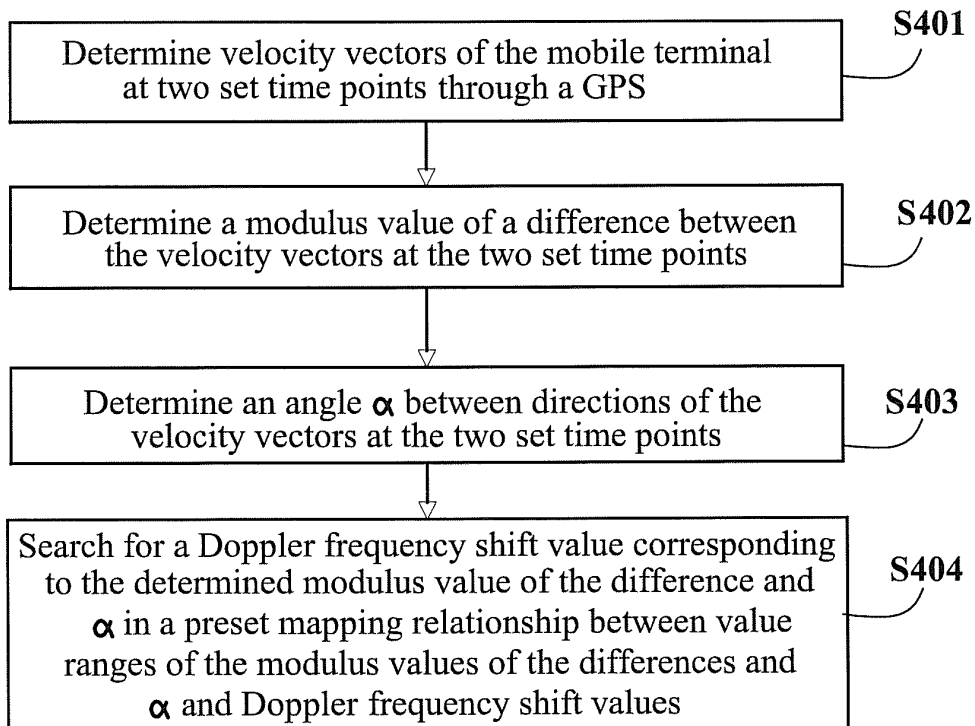 S401
Determine velocity vectors of the mobile terminal
at two set time points through a GPS
S402
Determine a modulus value of a difference between
the velocity vectors at the two set time points
S403
Determine an angle α between directions of the
velocity vectors at the two set time points
S404
Search for a Doppler frequency shift value corresponding
to the determined modulus value of the difference and
α in a preset mapping relationship between value
ranges of the modulus values of the differences and
α and Doppler frequency shift values